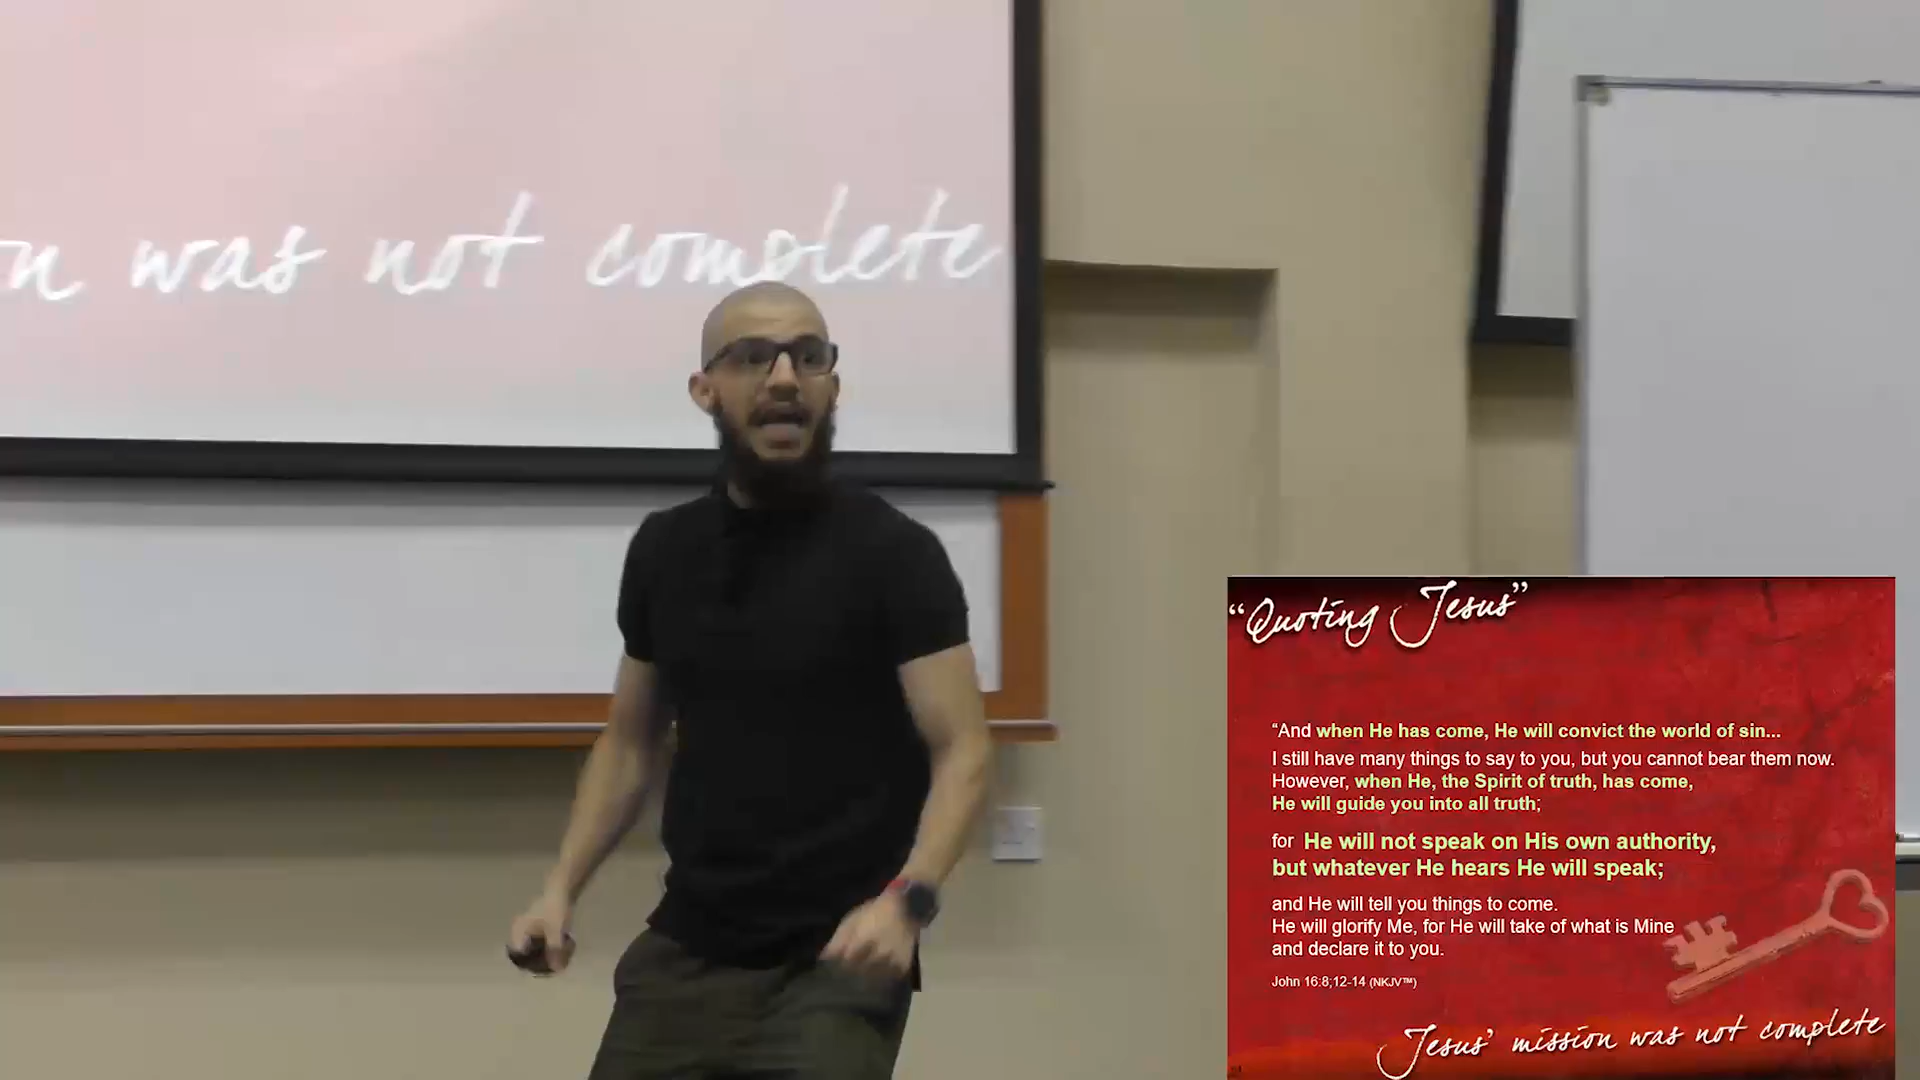 n was not complete
“Quoting Jesus”
“And when He has come, He will convict the world of sin...
I still have many things to say to you, but you cannot bear them now.
However, when He, the Spirit of truth, has come,
He will guide you into all truth;
for He will not speak on His own authority,
but whatever He hears He will speak;
and He will tell you things to come.
He will glorify Me, for He will take of what is Mine
and declare it to you.
John 16:8;12-14 (NKJV™)
Jesus’ mission was not complete